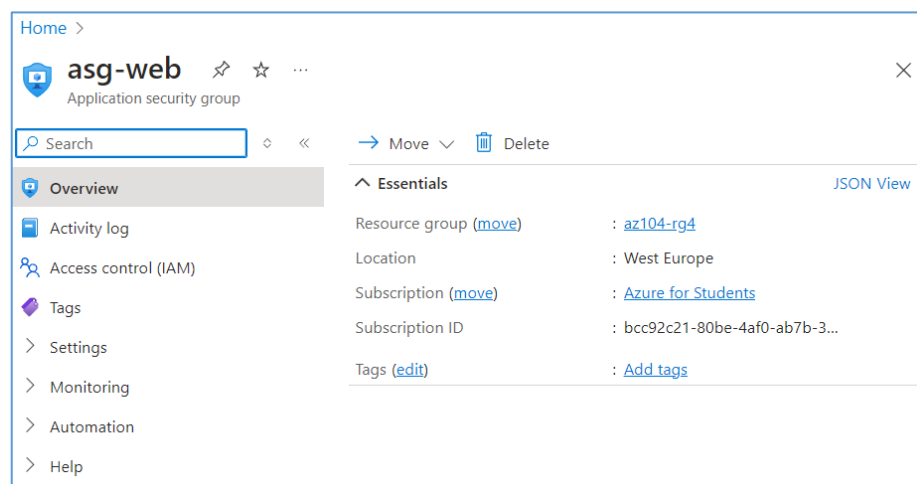 Home >
asg-web ...
Application security group
Search
Move Delete
Overview
Activity log
Access control (IAM)
Tags
Settings
Monitoring
Automation
Help
Essentials JSON View
Resource group (move) : az104-rg4
Location : West Europe
Subscription (move) : Azure for Students
Subscription ID : bcc92c21-80be-4af0-ab7b-3...
Tags (edit) : Add tags